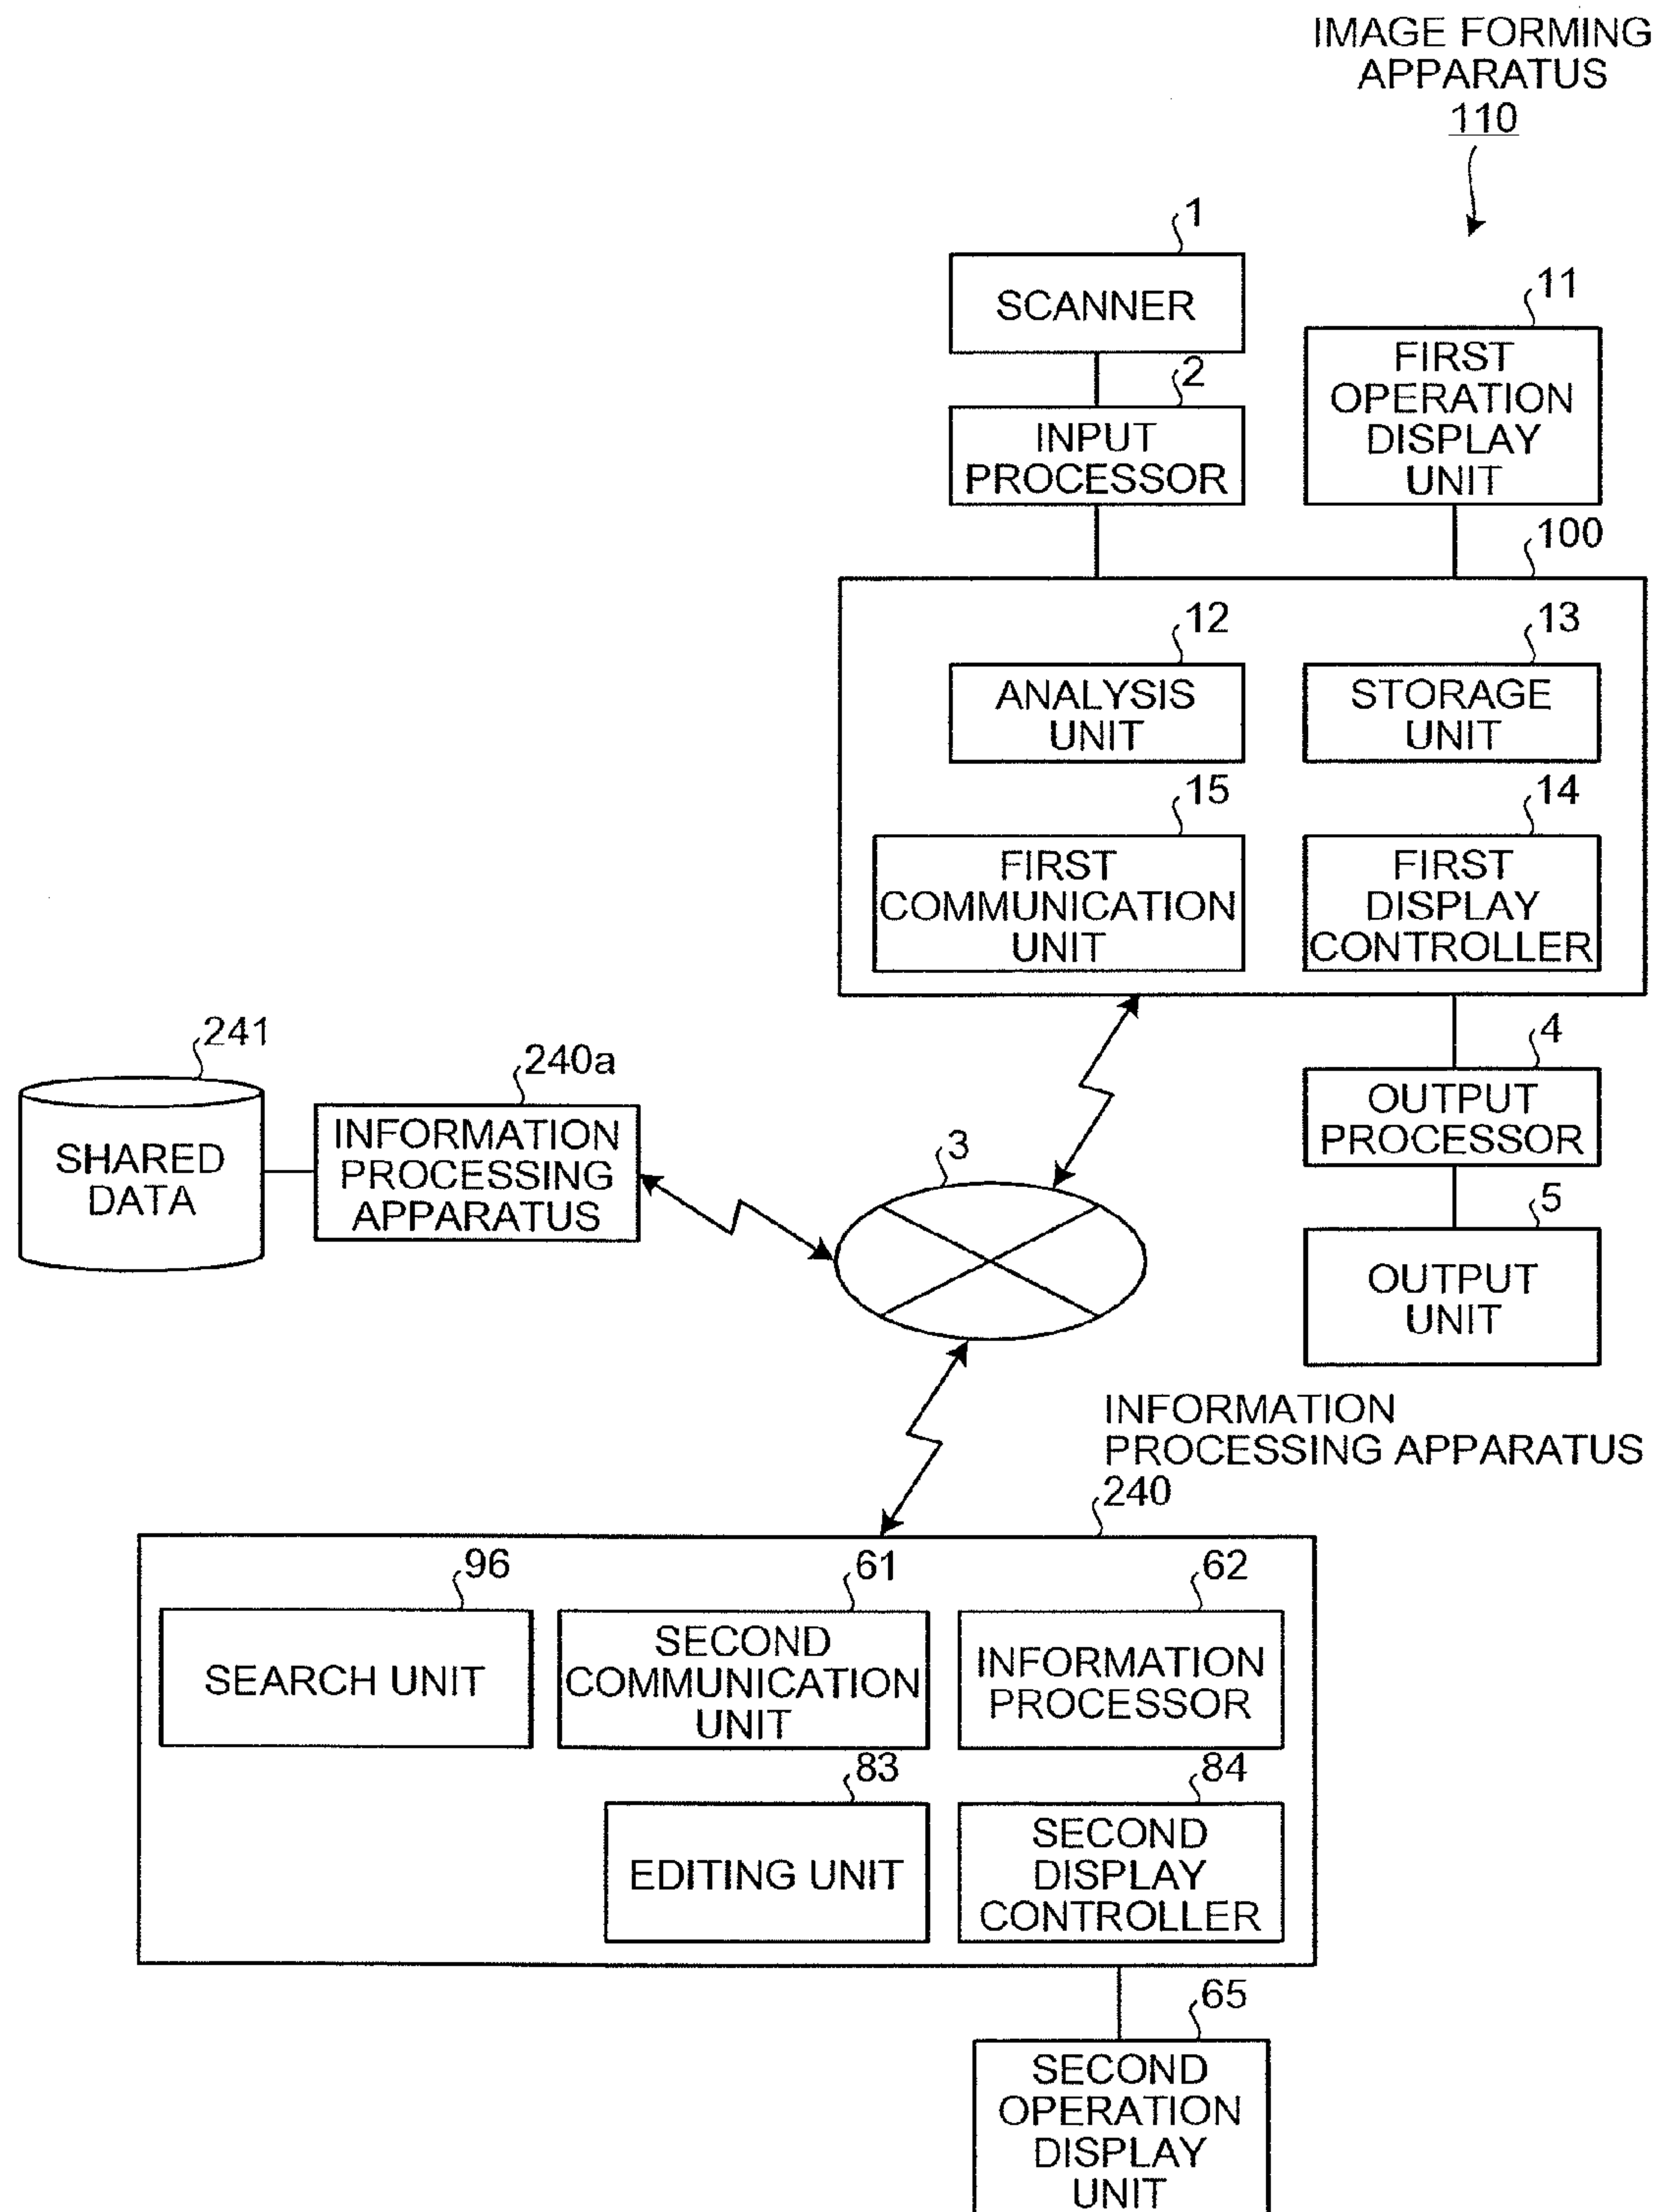 IMAGE FORMING
APPARATUS
110
1
SCANNER
11
FIRST
OPERATION
DISPLAY
UNIT
2
INPUT
PROCESSOR
100
12
ANALYSIS
UNIT
13
STORAGE
UNIT
15
FIRST
COMMUNICATION
UNIT
14
FIRST
DISPLAY
CONTROLLER
241
SHARED
DATA
240a
INFORMATION
PROCESSING
APPARATUS
3
4
OUTPUT
PROCESSOR
5
OUTPUT
UNIT
INFORMATION
PROCESSING APPARATUS
240
96
SEARCH UNIT
61
SECOND
COMMUNICATION
UNIT
62
INFORMATION
PROCESSOR
83
EDITING UNIT
84
SECOND
DISPLAY
CONTROLLER
65
SECOND
OPERATION
DISPLAY
UNIT